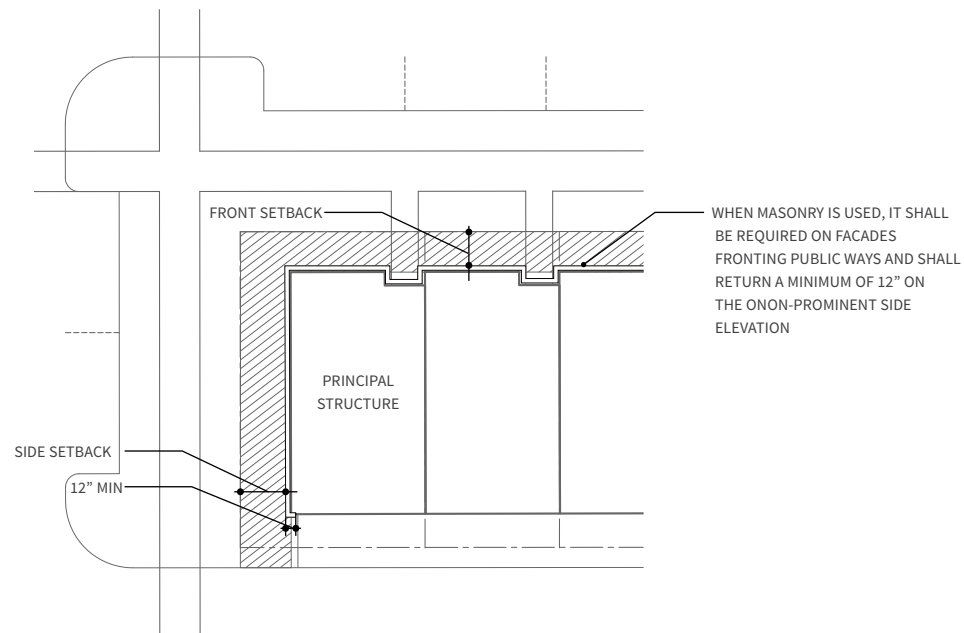 FRONT SETBACK
WHEN MASONRY IS USED, IT SHALL
BE REQUIRED ON FACADES
FRONTING PUBLIC WAYS AND SHALL
RETURN A MINIMUM OF 12” ON
THE ONON-PROMINENT SIDE
ELEVATION
PRINCIPAL
STRUCTURE
SIDE SETBACK
12” MIN